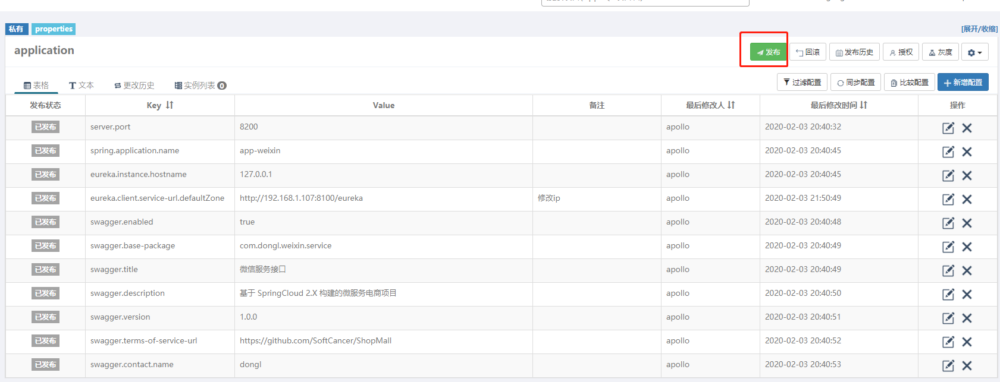 私有 properties [展开/收缩]
application 发布 回滚 发布历史 授权 灰度
表格 文本 更改历史 实例列表 0 过滤配置 同步配置 比较配置 新增配置
发布状态 Key Value 备注 最后修改人 最后修改时间 操作
已发布 server.port 8200 apollo 2020-02-03 20:40:32
已发布 spring.application.name app-weixin apollo 2020-02-03 20:40:45
已发布 eureka.instance.hostname 127.0.0.1 apollo 2020-02-03 20:40:45
已发布 eureka.client.service-url.defaultZone http://192.168.1.107:8100/eureka 修改ip apollo 2020-02-03 21:50:49
已发布 swagger.enabled true apollo 2020-02-03 20:40:48
已发布 swagger.base-package com.dongl.weixin.service apollo 2020-02-03 20:40:49
已发布 swagger.title 微信服务接口 apollo 2020-02-03 20:40:49
已发布 swagger.description 基于 SpringCloud 2.X 构建的微服务电商项目 apollo 2020-02-03 20:40:50
已发布 swagger.version 1.0.0 apollo 2020-02-03 20:40:51
已发布 swagger.terms-of-service-url https://github.com/SoftCancer/ShopMall apollo 2020-02-03 20:40:52
已发布 swagger.contact.name dongl apollo 2020-02-03 20:40:53